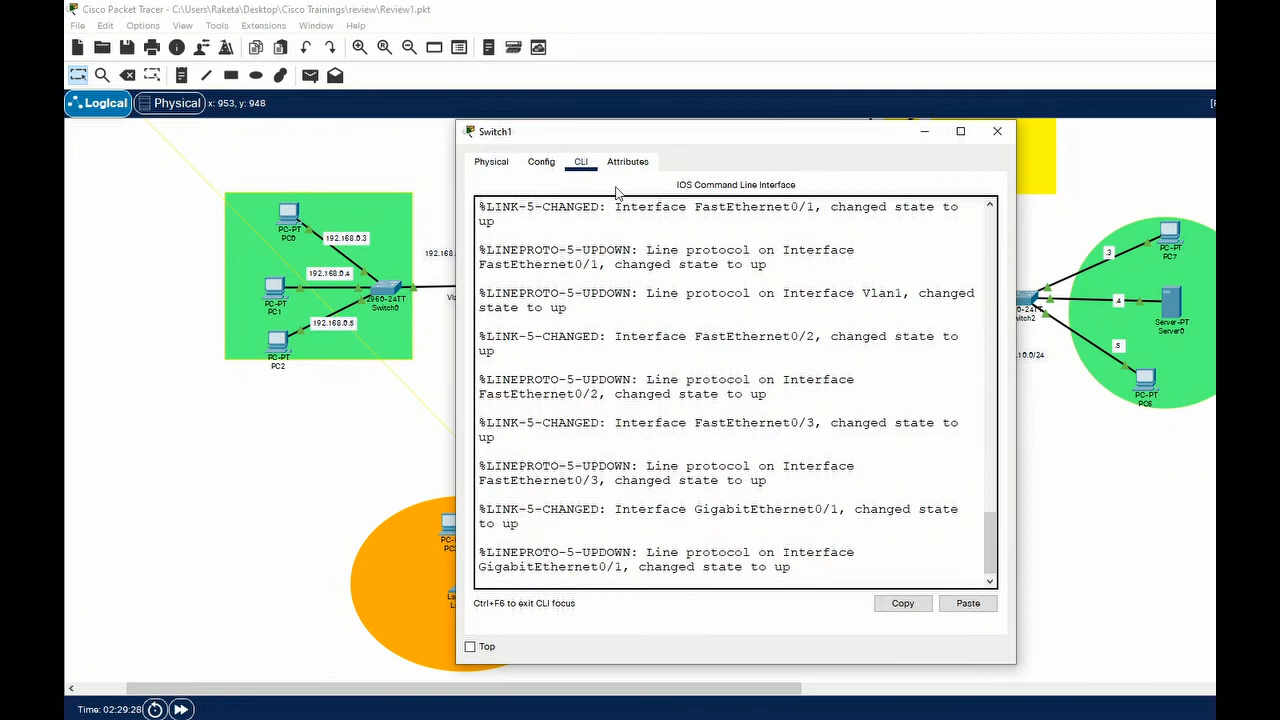 Cisco Packet Tracer - C:\Users\Raketa\Desktop\Cisco Trainings\review\Review1.pkt
File Edit Options View Tools Extensions Window Help
Logical Physical x: 953, y: 948
Switch1
Physical Config CLI Attributes
IOS Command Line Interface
%LINK-5-CHANGED: Interface FastEthernet0/1, changed state to
up
%LINEPROTO-5-UPDOWN: Line protocol on Interface
FastEthernet0/1, changed state to up
%LINEPROTO-5-UPDOWN: Line protocol on Interface Vlan1, changed
state to up
%LINK-5-CHANGED: Interface FastEthernet0/2, changed state to
up
%LINEPROTO-5-UPDOWN: Line protocol on Interface
FastEthernet0/2, changed state to up
%LINK-5-CHANGED: Interface FastEthernet0/3, changed state to
up
%LINEPROTO-5-UPDOWN: Line protocol on Interface
FastEthernet0/3, changed state to up
%LINK-5-CHANGED: Interface GigabitEthernet0/1, changed state
to up
%LINEPROTO-5-UPDOWN: Line protocol on Interface
GigabitEthernet0/1, changed state to up
Ctrl+F6 to exit CLI focus
Copy Paste
Top
PC-PT
PC0
192.168.0.3
192.168.0.4
PC-PT
PC1
2960-24TT
Switch0
192.168.0.5
PC-PT
PC2
192.168.
PC-PT
PC7
.3
.4
Server-PT
Server0
Switch2
.5
.0/24
PC-PT
PC6
Time: 02:29:28